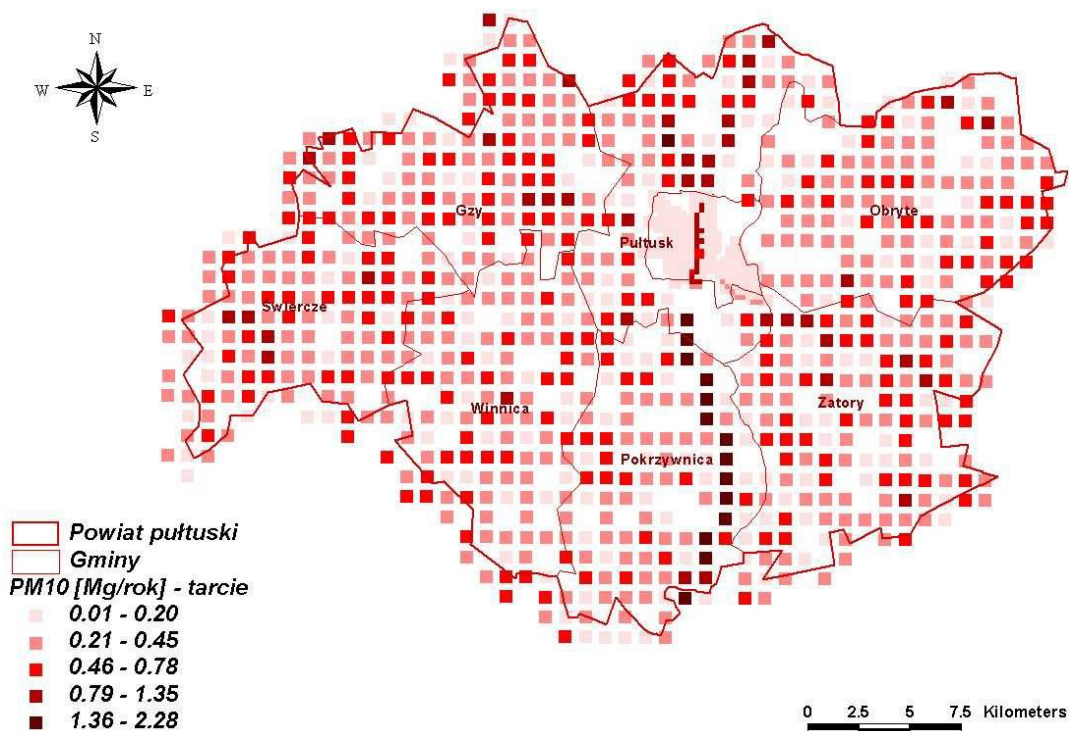 N
W E
S
Gzy
Obryte
Pułtusk
Świercze
Winnica
Zatory
Pokrzywnica
Powiat pułtuski
Gminy
PM10 [Mg/rok] - tarcie
0.01 - 0.20
0.21 - 0.45
0.46 - 0.78
0.79 - 1.35
1.36 - 2.28
0 2.5 5 7.5 Kilometers